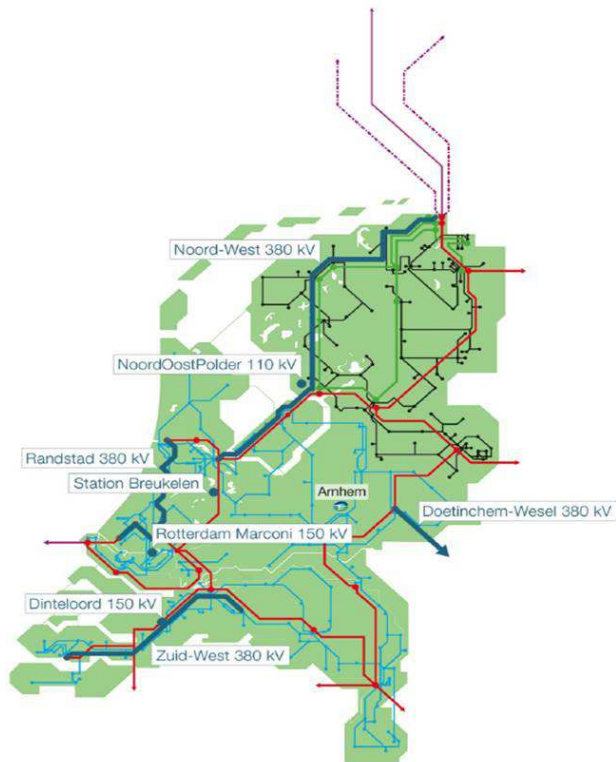 Noord-West 380 kV
NoordOostPolder 110 kV
Randstad 380 kV
Station Breukelen
Arnhem
Doetinchem-Wesel 380 kV
Rotterdam Marconi 150 kV
Dinteloord 150 kV
Zuid-West 380 kV